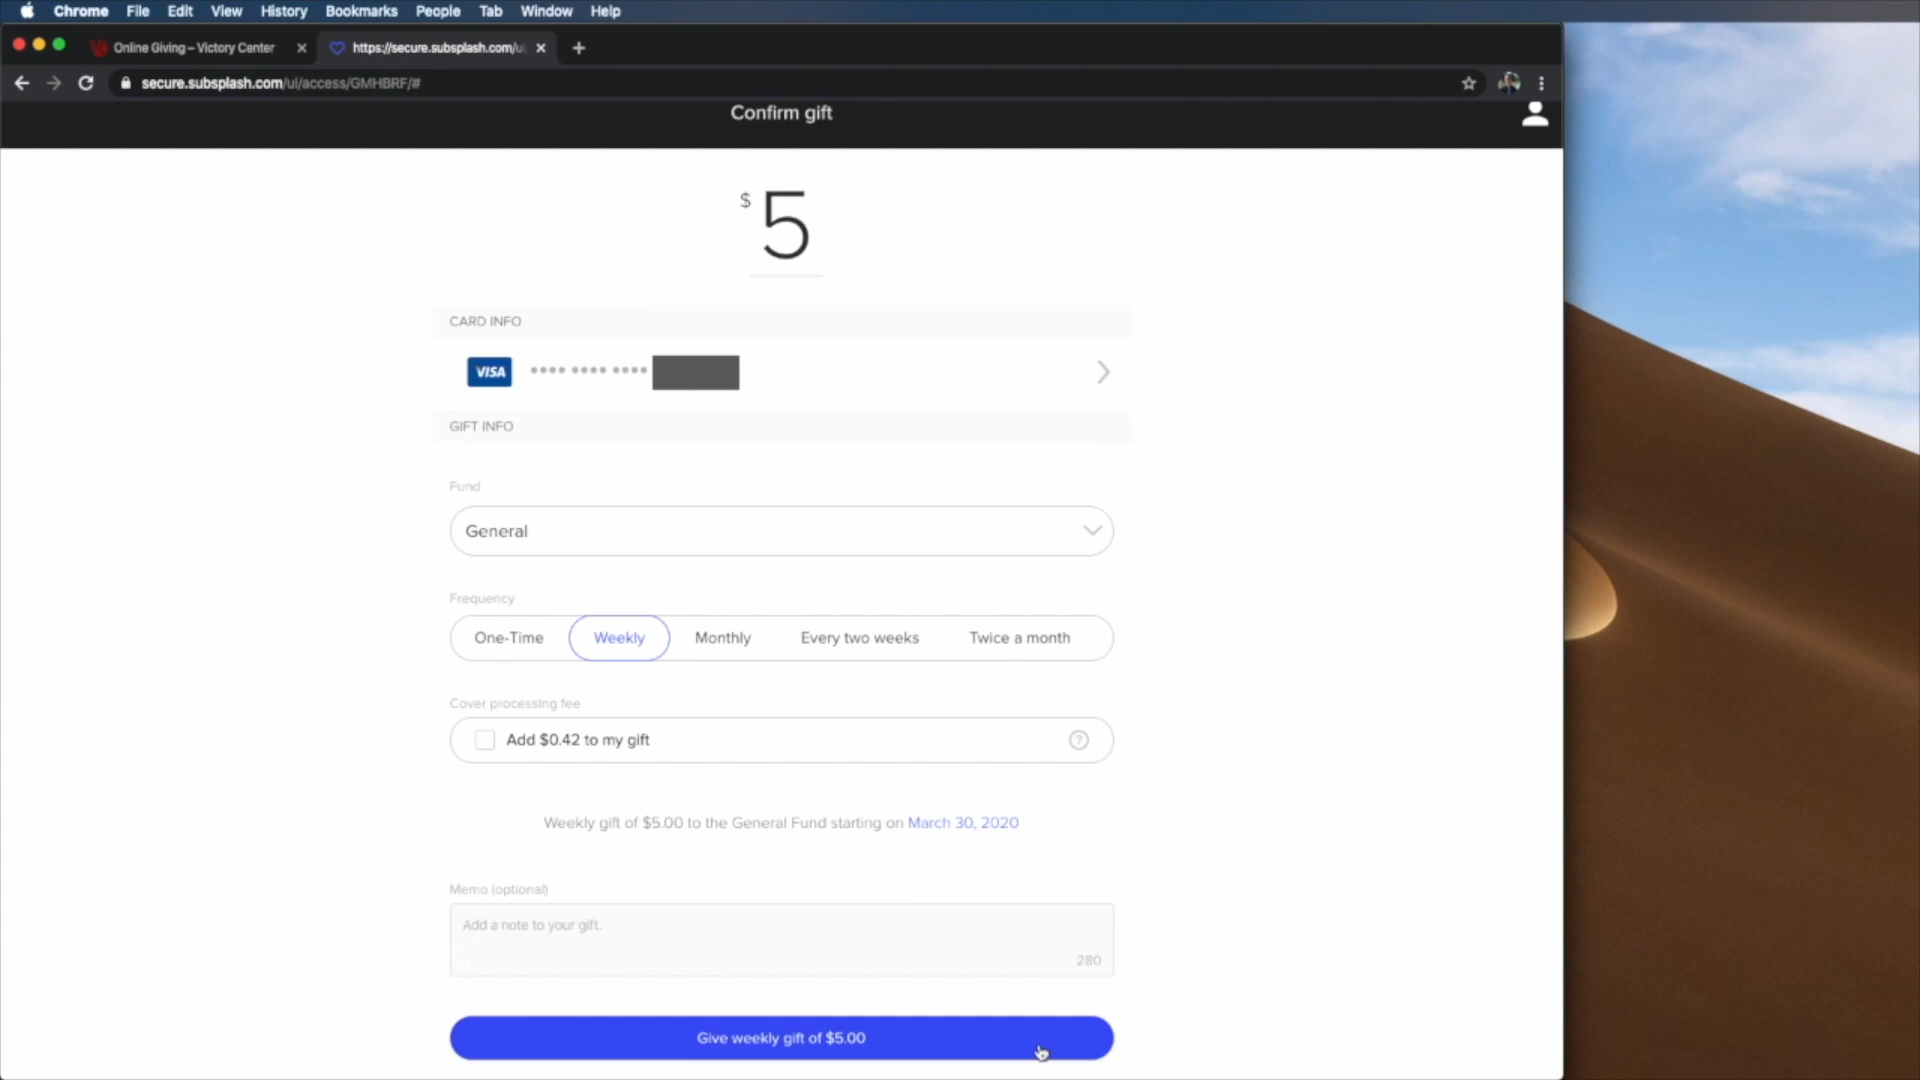 Chrome File Edit View History Bookmarks People Tab Window Help
Online Giving – Victory Center
https://secure.subsplash.com/u
secure.subsplash.com/ui/access/GMHBRF/#
Confirm gift
$ 5
CARD INFO
VISA •••• •••• ••••
GIFT INFO
Fund
General
Frequency
One-Time Weekly Monthly Every two weeks Twice a month
Cover processing fee
Add $0.42 to my gift ?
Weekly gift of $5.00 to the General Fund starting on March 30, 2020
Memo (optional)
Add a note to your gift.
280
Give weekly gift of $5.00